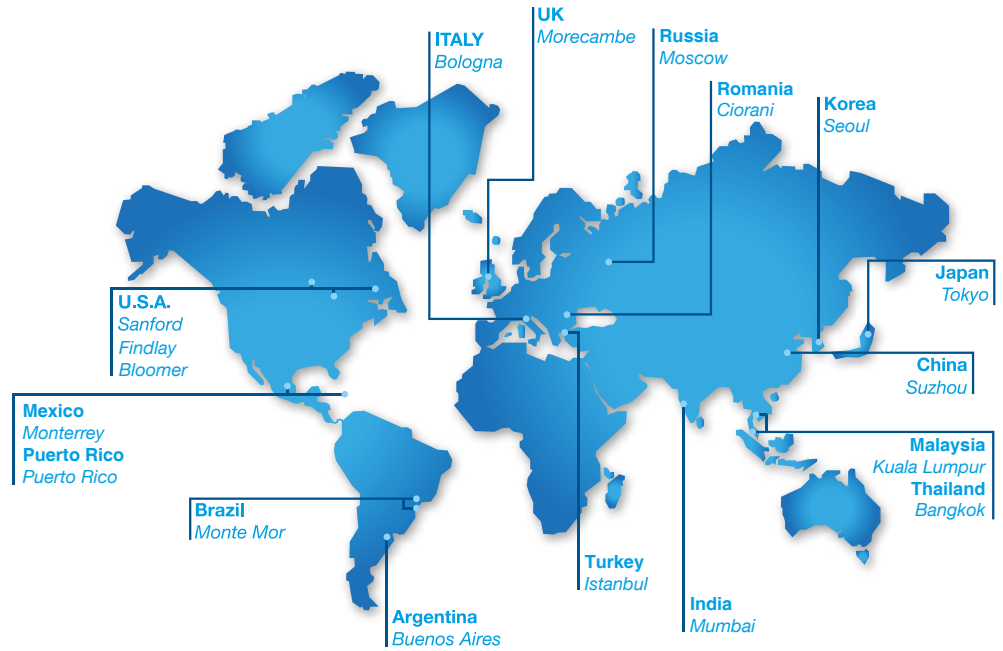 UK
Morecambe
ITALY
Bologna
Russia
Moscow
Romania
Ciorani
Korea
Seoul
Japan
Tokyo
U.S.A.
Sanford
Findlay
Bloomer
China
Suzhou
Mexico
Monterrey
Puerto Rico
Puerto Rico
Malaysia
Kuala Lumpur
Thailand
Bangkok
Brazil
Monte Mor
Turkey
Istanbul
India
Mumbai
Argentina
Buenos Aires